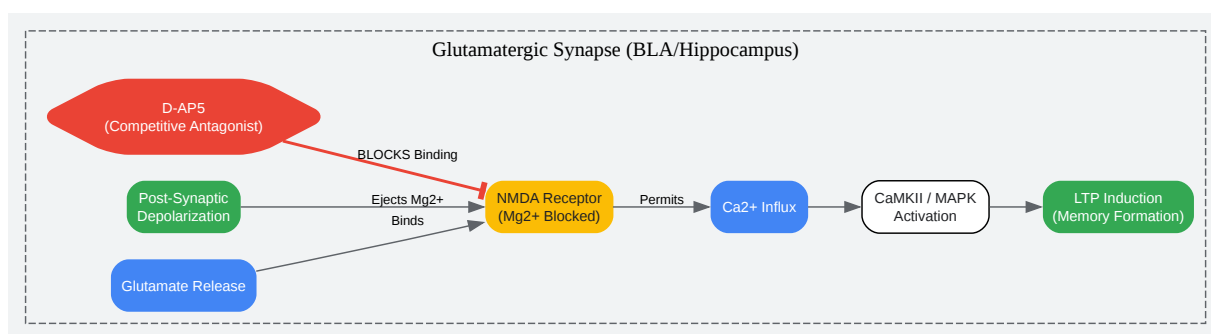 Glutamatergic Synapse (BLA/Hippocampus)
D-AP5
(Competitive Antagonist)
BLOCKS Binding
Post-Synaptic
Depolarization
Ejects Mg2+
Binds
NMDA Receptor
(Mg2+ Blocked)
Permits
Ca2+ Influx
CaMKII / MAPK
Activation
LTP Induction
(Memory Formation)
Glutamate Release